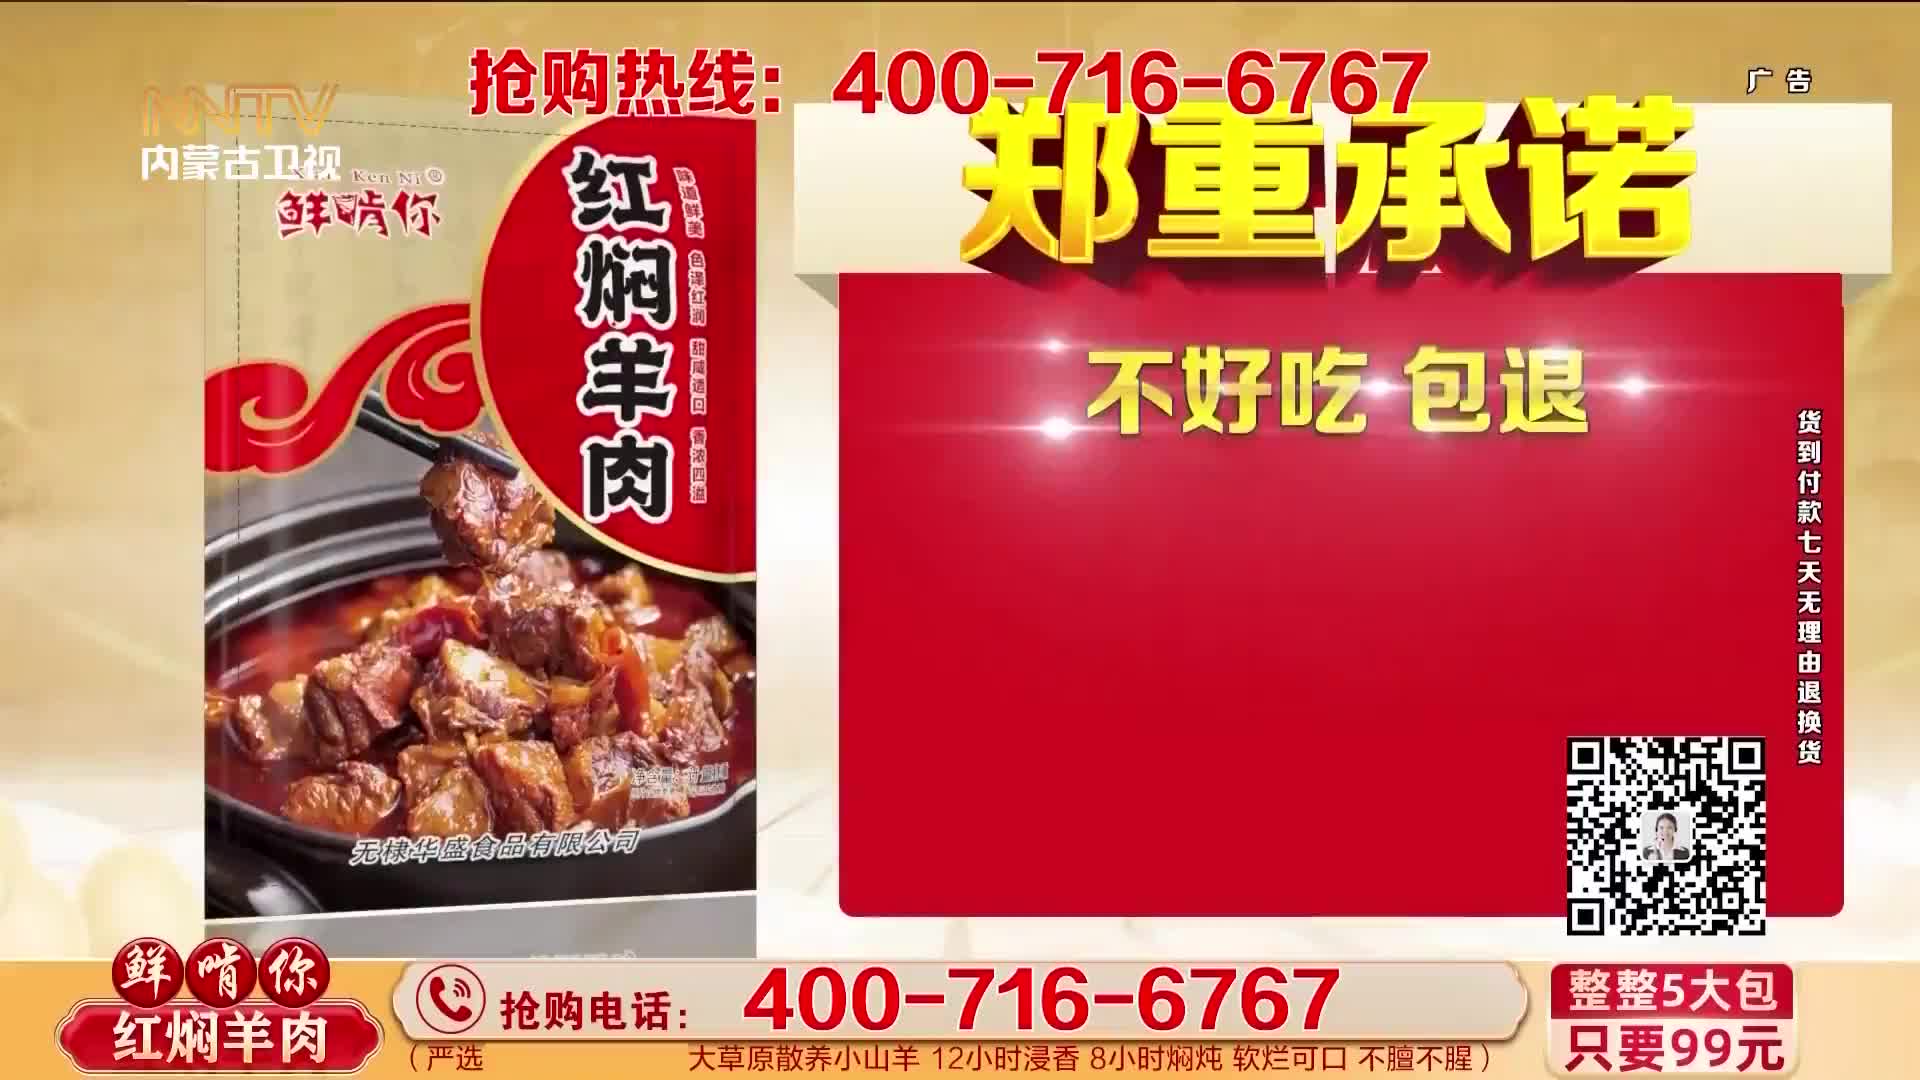 抢购热线：400-716-6767
广告
NMTV
内蒙古卫视
Ken Ni®
鲜啃你
红焖羊肉
味道鲜美 色泽红润 甜咸适口 香浓四溢
郑重承诺
不好吃 包退
货到付款七天无理由退换货
无棣华盛食品有限公司
鲜啃你
红焖羊肉
抢购电话：400-716-6767
（严选 大草原散养小山羊 12小时浸香 8小时焖炖 软烂可口 不膻不腥）
整整5大包
只要99元